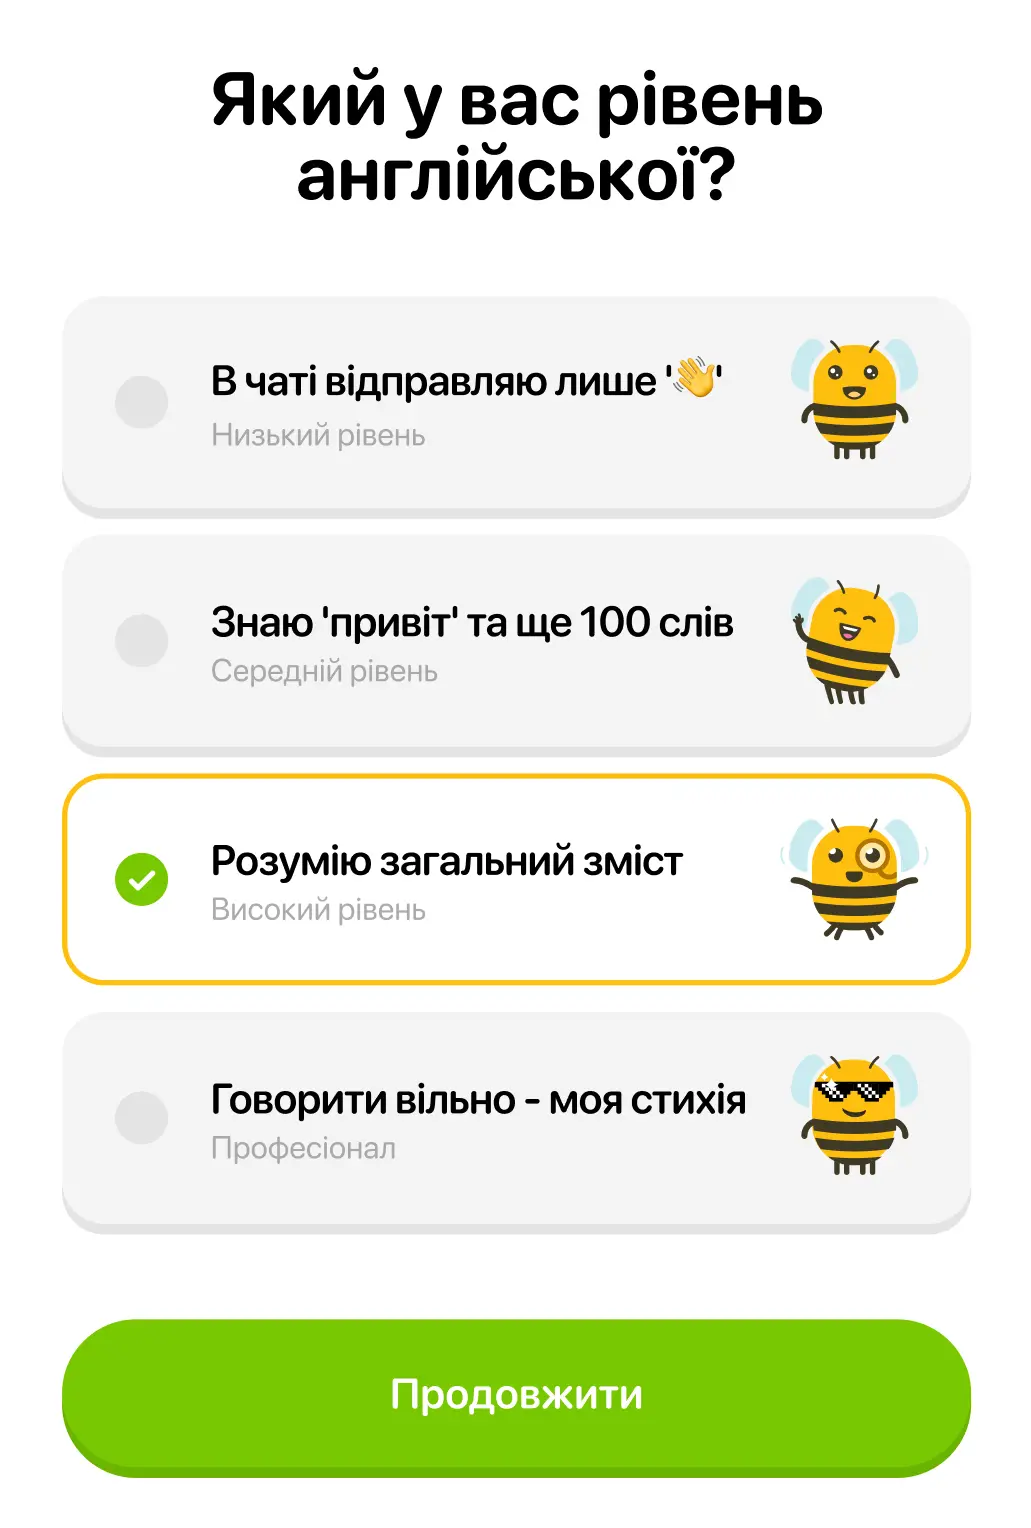 Який у вас рівень
англійської?
В чаті відправляю лише '👋'
Низький рівень
Знаю 'привіт' та ще 100 слів
Середній рівень
Розумію загальний зміст
Високий рівень
Говорити вільно - моя стихія
Професіонал
Продовжити